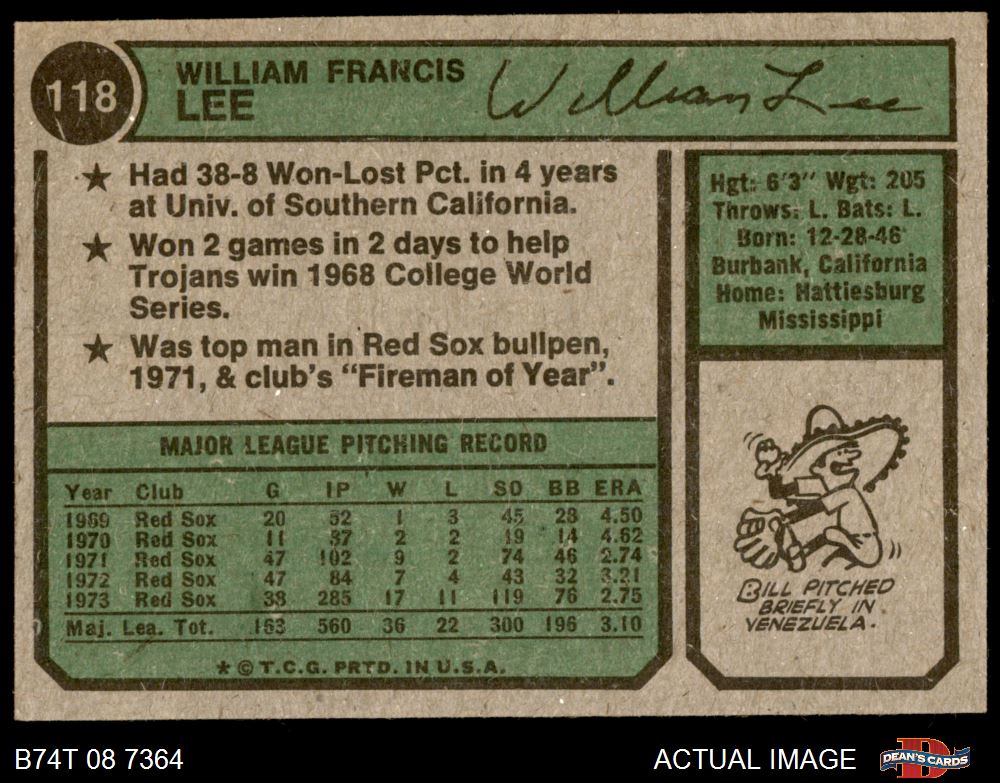 118
WILLIAM FRANCIS
LEE
William Lee
★ Had 38-8 Won-Lost Pct. in 4 years
at Univ. of Southern California.
★ Won 2 games in 2 days to help
Trojans win 1968 College World
Series.
★ Was top man in Red Sox bullpen,
1971, & club's "Fireman of Year".
Hgt: 6'3" Wgt: 205
Throws: L. Bats: L.
Born: 12-28-46
Burbank, California
Home: Hattiesburg
Mississippi
MAJOR LEAGUE PITCHING RECORD
Year Club G IP W L SO BB ERA
1969 Red Sox 20 52 1 3 45 28 4.50
1970 Red Sox 11 37 2 2 19 14 4.62
1971 Red Sox 47 102 9 2 74 46 2.74
1972 Red Sox 47 84 7 4 43 32 3.21
1973 Red Sox 38 285 17 11 119 76 2.75
Maj. Lea. Tot. 163 560 36 22 300 196 3.10
★ © T.C.G. PRTD. IN U.S.A.
BILL PITCHED
BRIEFLY IN
VENEZUELA.
B74T 08 7364
ACTUAL IMAGE
D
DEAN'S CARDS